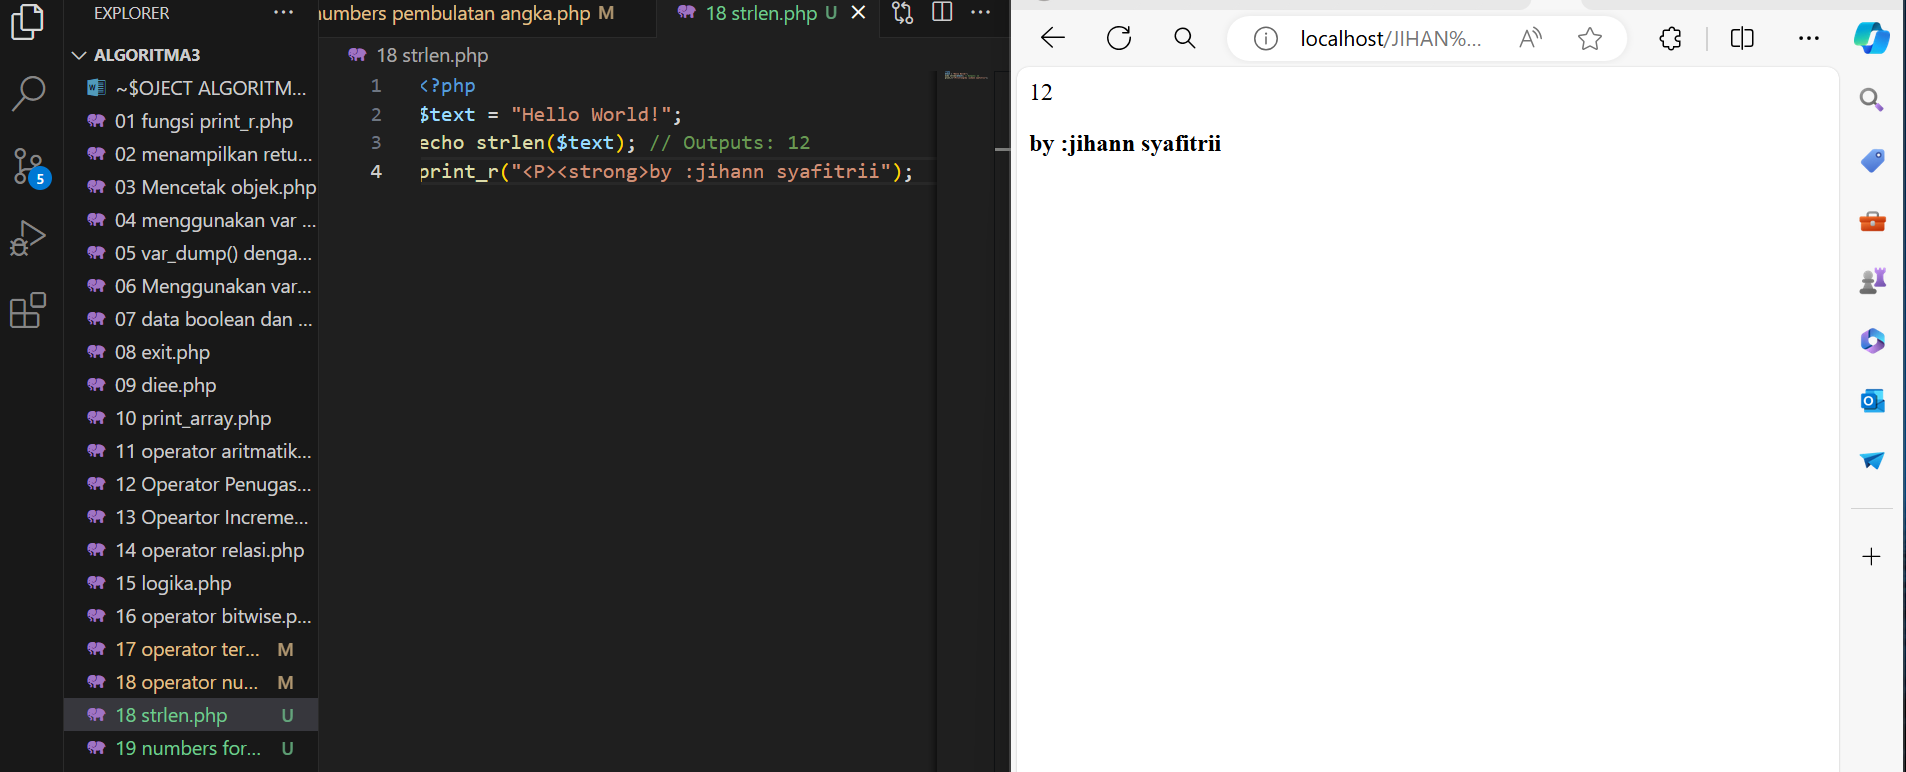 EXPLORER
ALGORITMA3
~$OJECT ALGORITM...
01 fungsi print_r.php
02 menampilkan retu...
03 Mencetak objek.php
04 menggunakan var ...
05 var_dump() denga...
06 Menggunakan var...
07 data boolean dan ...
08 exit.php
09 diee.php
10 print_array.php
11 operator aritmatik...
12 Operator Penugas...
13 Opeartor Increme...
14 operator relasi.php
15 logika.php
16 operator bitwise.p...
17 operator ter... M
18 operator nu... M
18 strlen.php U
19 numbers for... U
5
numbers pembulatan angka.php M
18 strlen.php U
18 strlen.php
1 <?php
2 $text = "Hello World!";
3 echo strlen($text); // Outputs: 12
4 print_r("<P><strong>by :jihann syafitrii");
localhost/JIHAN%...
12
by :jihann syafitrii